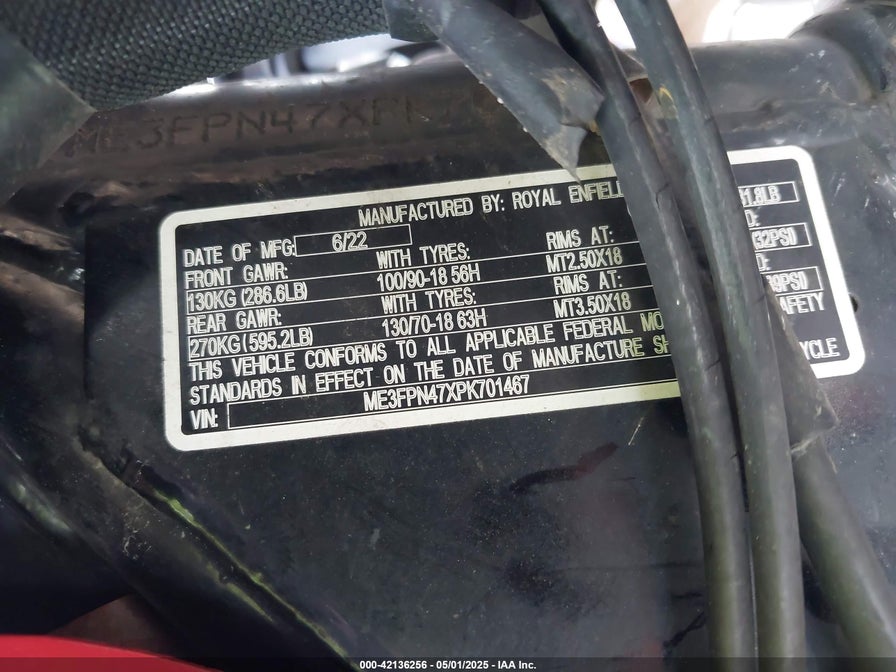 ME3FPN47XPK7
MANUFACTURED BY: ROYAL ENFIEL
DATE OF MFG: 6/22
FRONT GAWR: WITH TYRES: RIMS AT:
130KG (286.6LB) 100/90-18 56H MT2.50X18
REAR GAWR: WITH TYRES: RIMS AT:
270KG (595.2LB) 130/70-18 63H MT3.50X18
THIS VEHICLE CONFORMS TO ALL APPLICABLE FEDERAL MO AFETY
STANDARDS IN EFFECT ON THE DATE OF MANUFACTURE SH
VIN: ME3FPN47XPK701467 YCLE
000-42136256 - 05/01/2025 - IAA Inc.